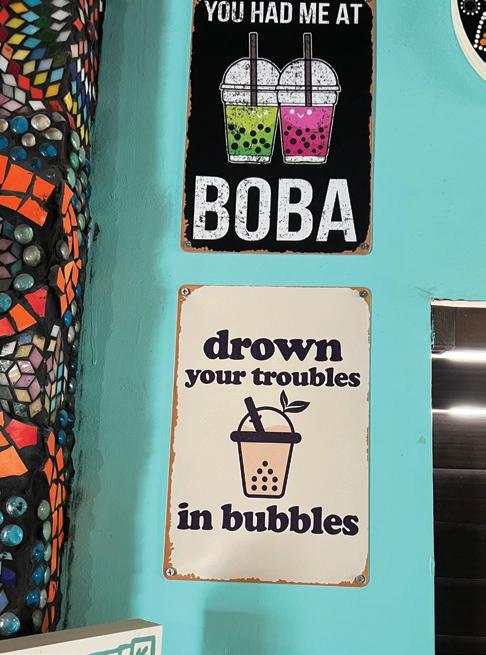 YOU HAD ME AT
BOBA
drown
your troubles
in bubbles